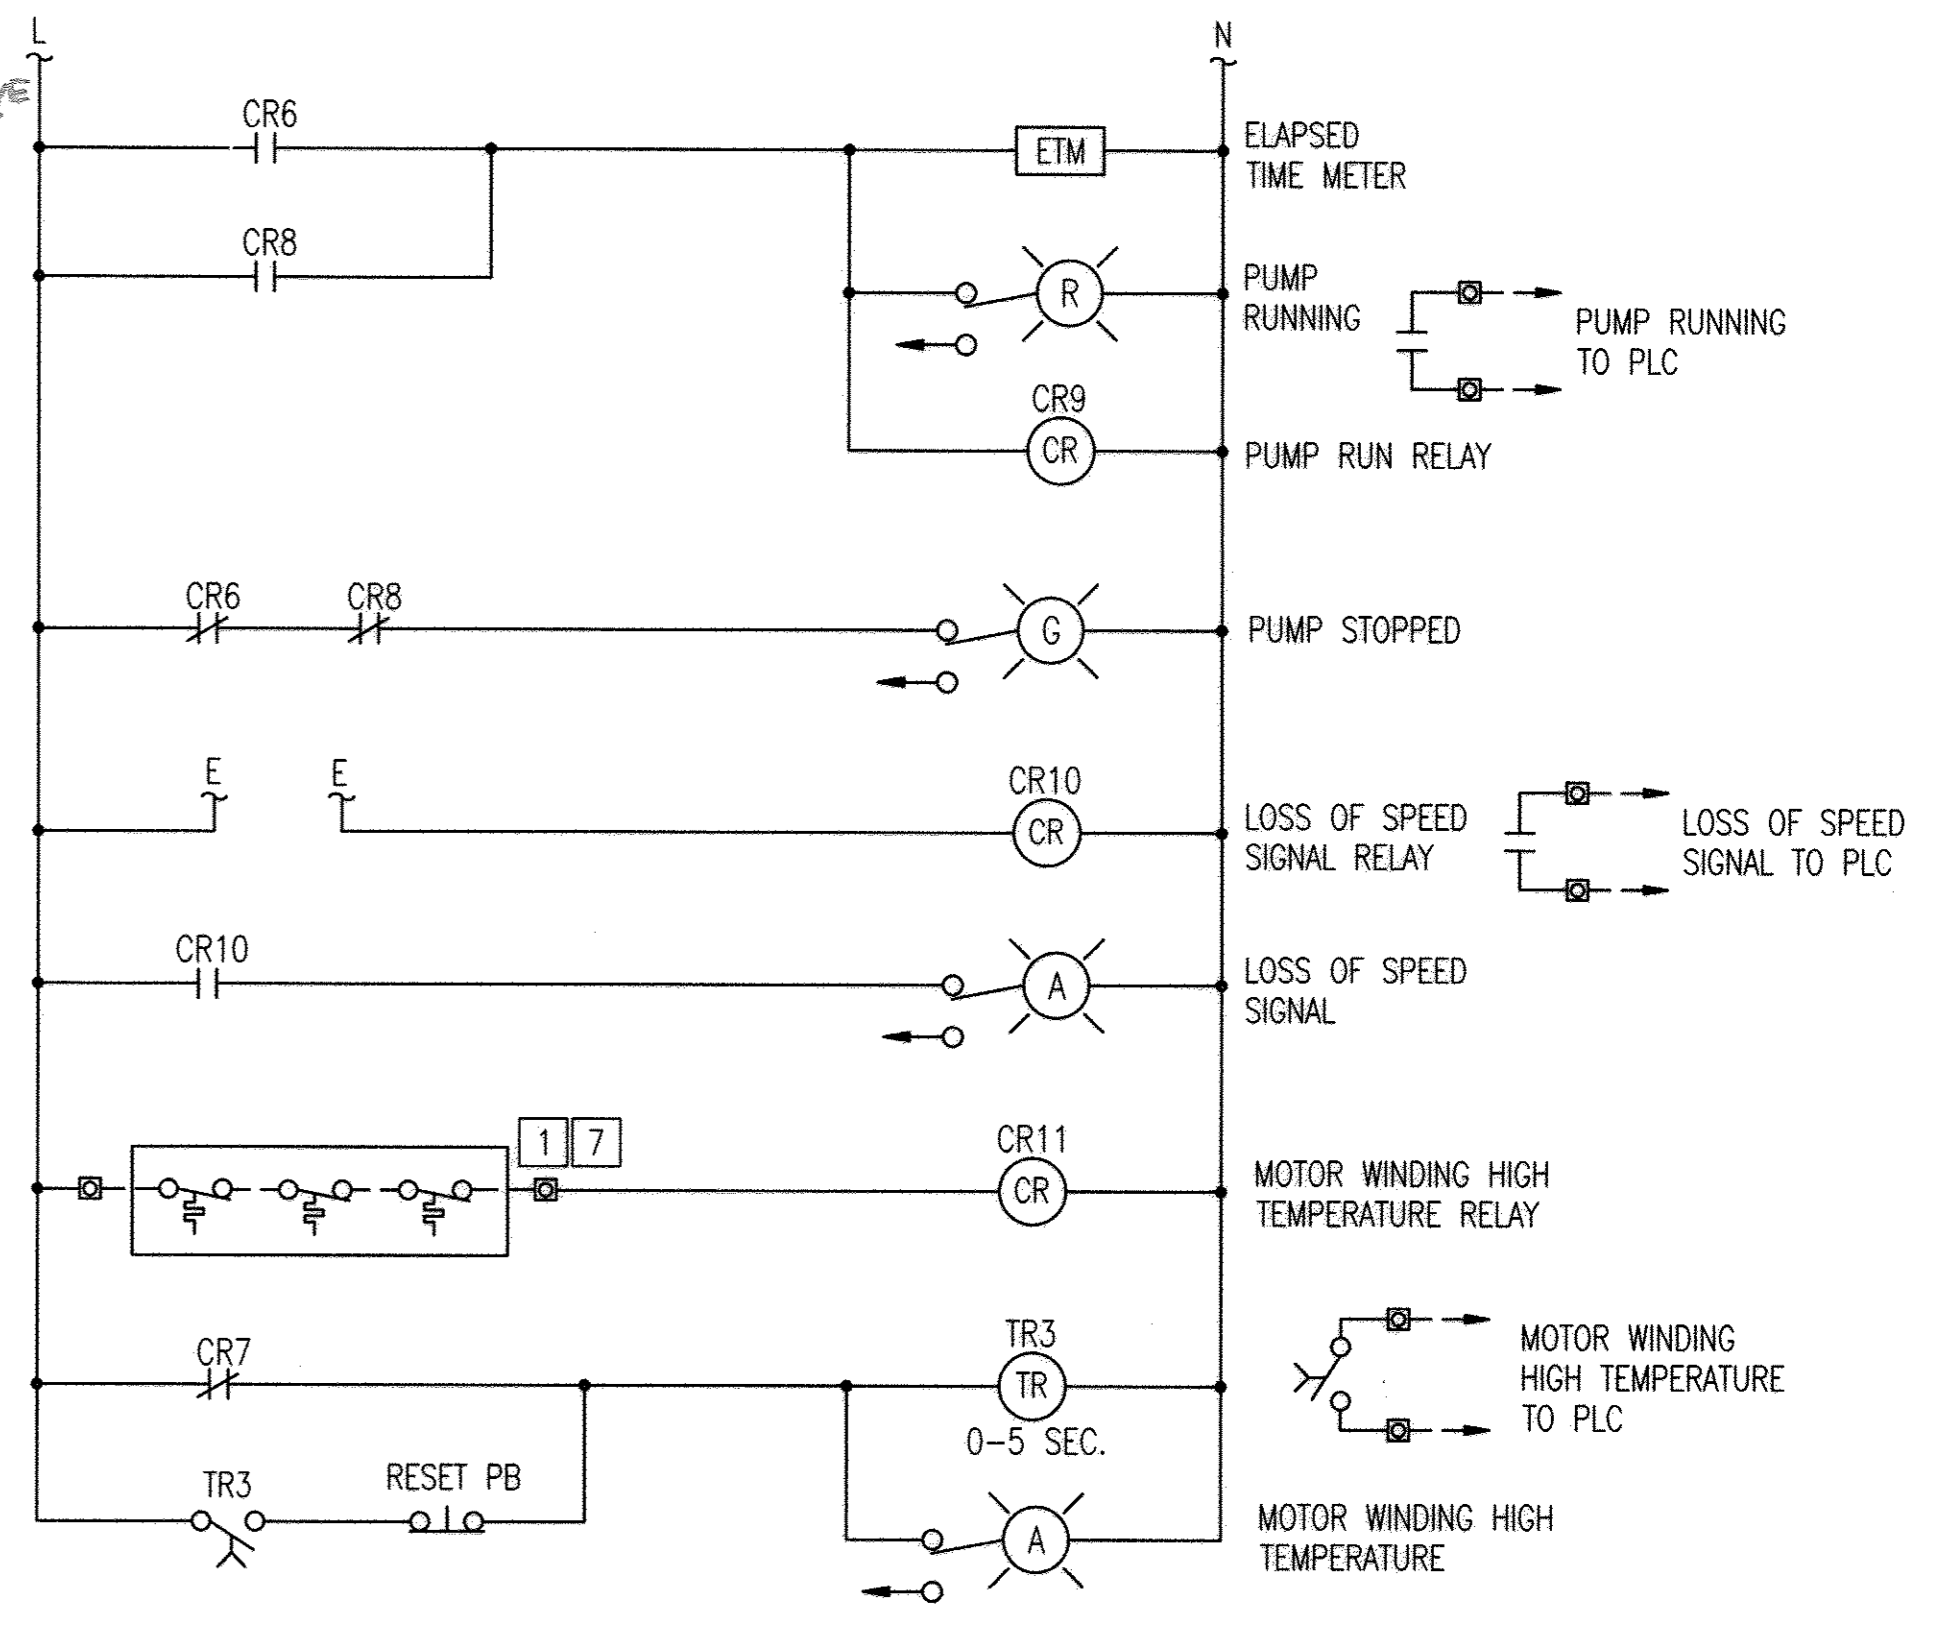 L
N
CR6
ETM
ELAPSED
TIME METER
CR8
R
PUMP
RUNNING
PUMP RUNNING
TO PLC
CR9
CR
PUMP RUN RELAY
CR6
CR8
G
PUMP STOPPED
E
E
CR10
CR
LOSS OF SPEED
SIGNAL RELAY
LOSS OF SPEED
SIGNAL TO PLC
CR10
A
LOSS OF SPEED
SIGNAL
1
7
CR11
CR
MOTOR WINDING HIGH
TEMPERATURE RELAY
CR7
TR3
TR
0-5 SEC.
MOTOR WINDING
HIGH TEMPERATURE
TO PLC
TR3
RESET PB
A
MOTOR WINDING HIGH
TEMPERATURE